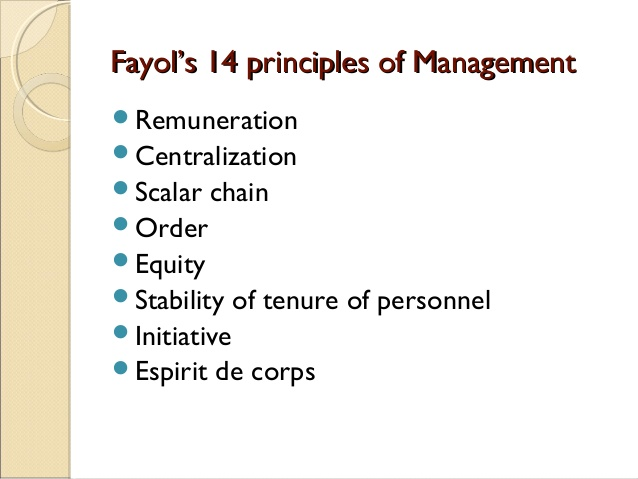 Fayol's 14 principles of Management
Remuneration
Centralization
Scalar chain
Order
Equity
Stability of tenure of personnel
Initiative
Espirit de corps